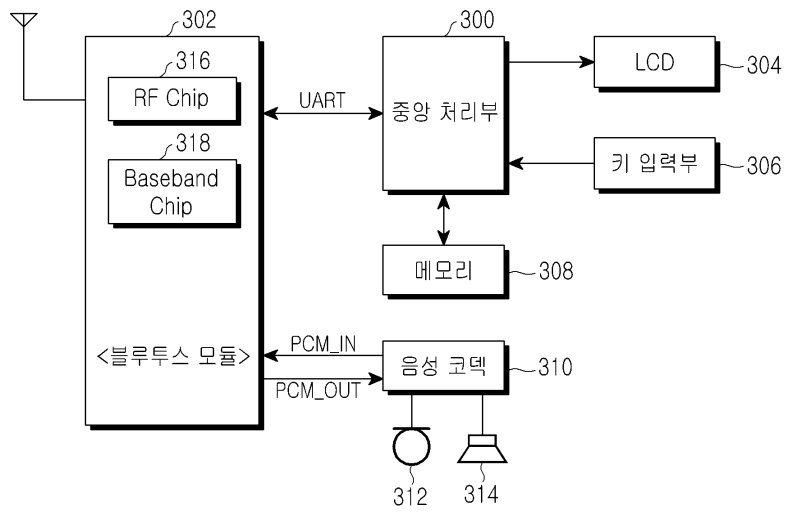 302
300
316
RF Chip
318
Baseband
Chip
<블루투스 모듈>
UART
중앙 처리부
LCD
304
키 입력부
306
메모리
308
PCM_IN
PCM_OUT
음성 코덱
310
312
314